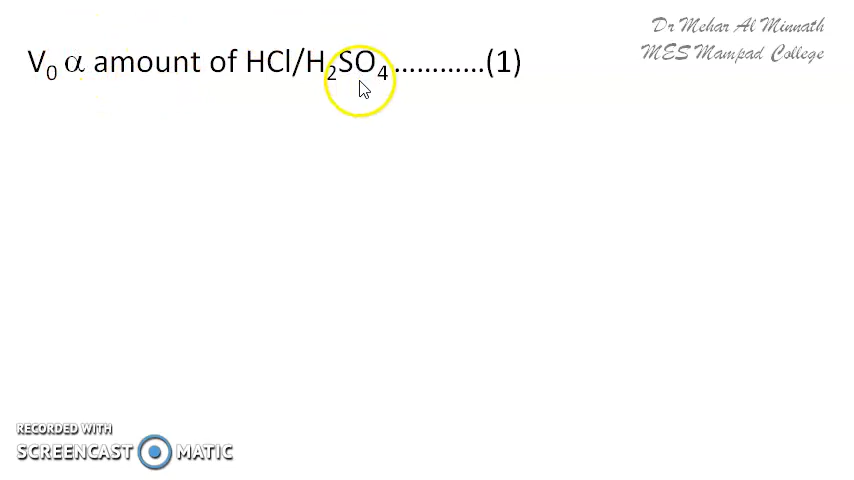 Dr Mehar Al Minnath
MES Mampad College
V₀ α amount of HCl/H₂SO₄............(1)
RECORDED WITH
SCREENCAST MATIC